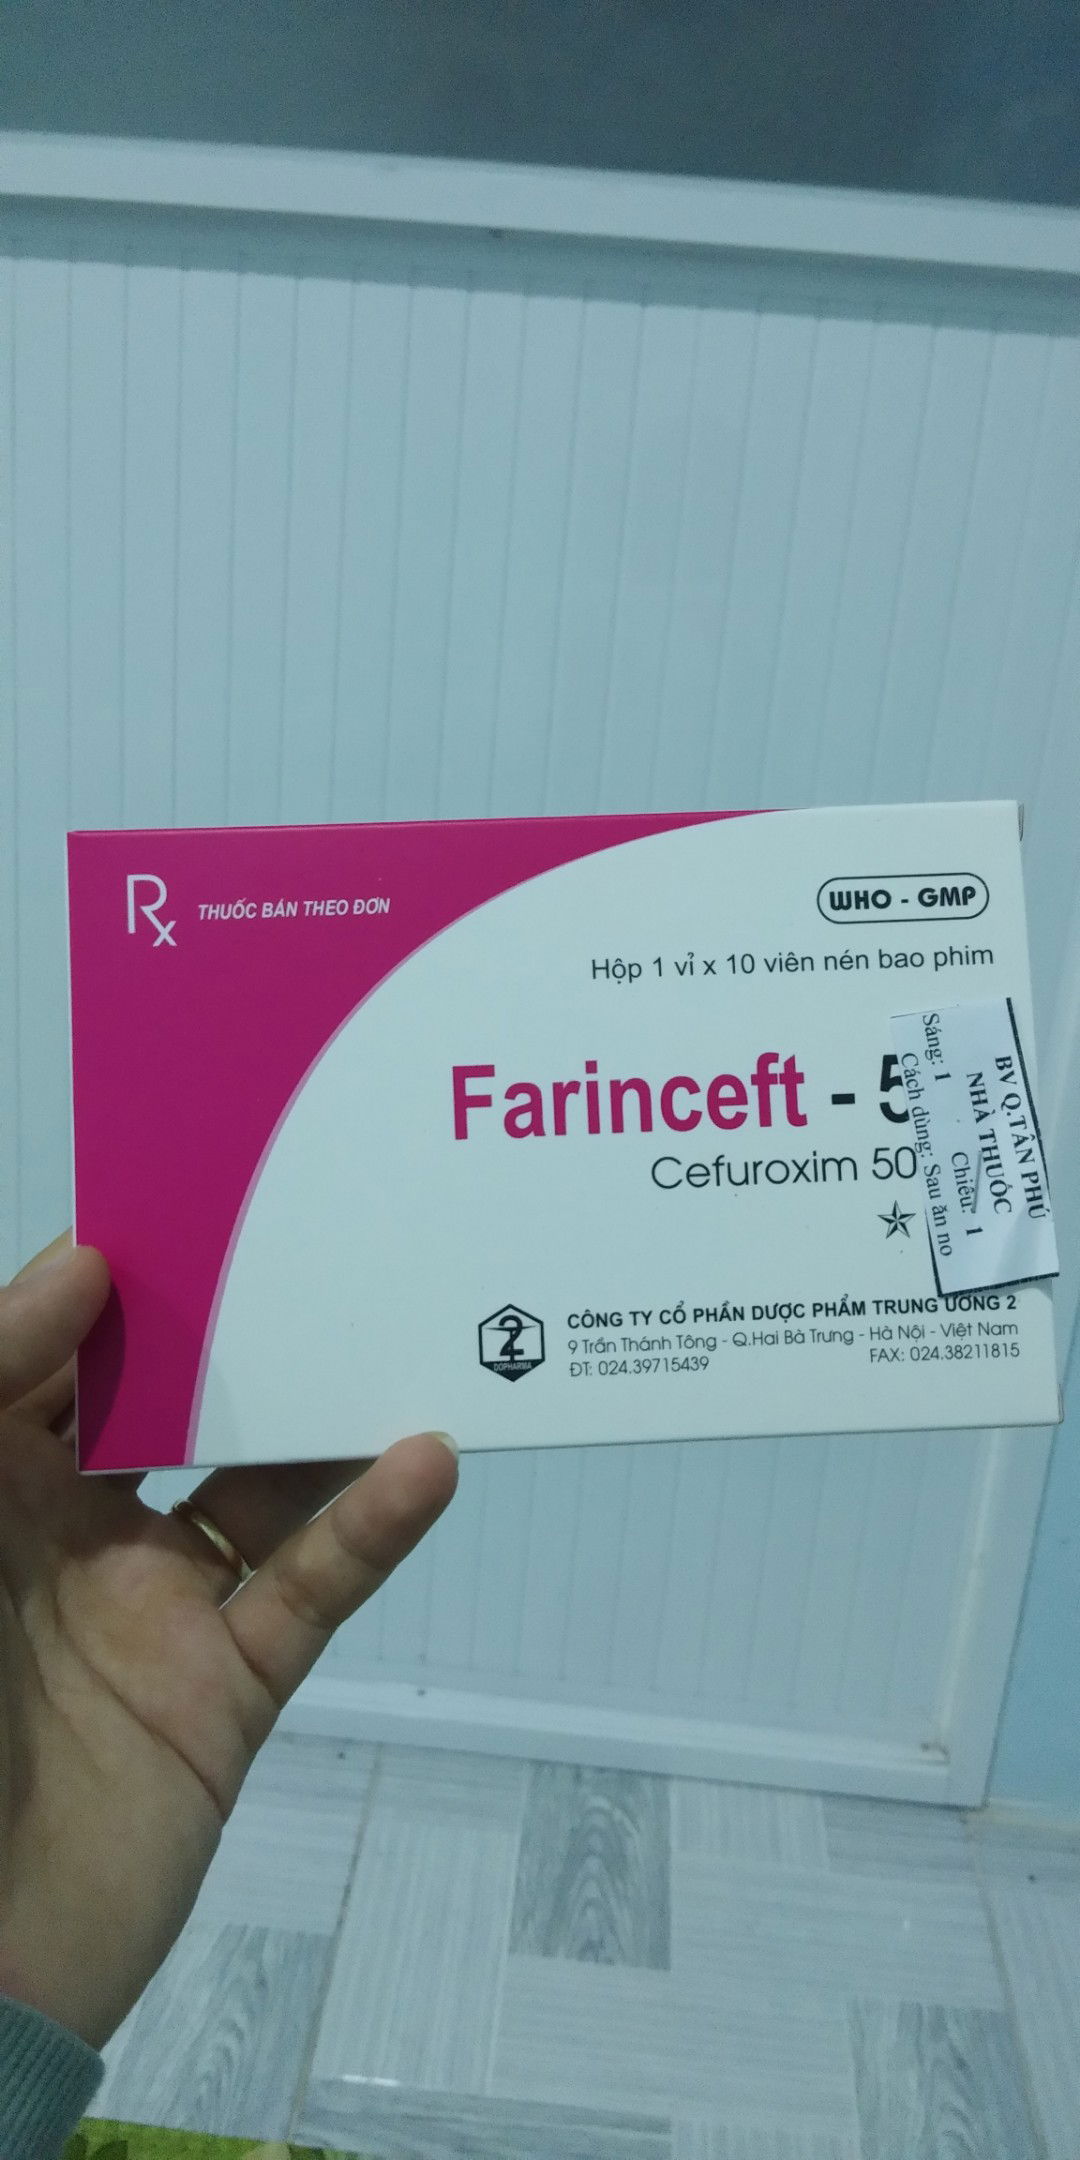 Rx THUỐC BÁN THEO ĐƠN
WHO - GMP
Hộp 1 vỉ x 10 viên nén bao phim
Farinceft - 5
Cefuroxim 50
BV Q.TÂN PHÚ
NHÀ THUỐC
Sáng: 1 Chiều: 1
Cách dùng: Sau ăn no
2
DOPHARMA
CÔNG TY CỔ PHẦN DƯỢC PHẨM TRUNG ƯƠNG 2
9 Trần Thánh Tông - Q.Hai Bà Trưng - Hà Nội - Việt Nam
ĐT: 024.39715439 FAX: 024.38211815